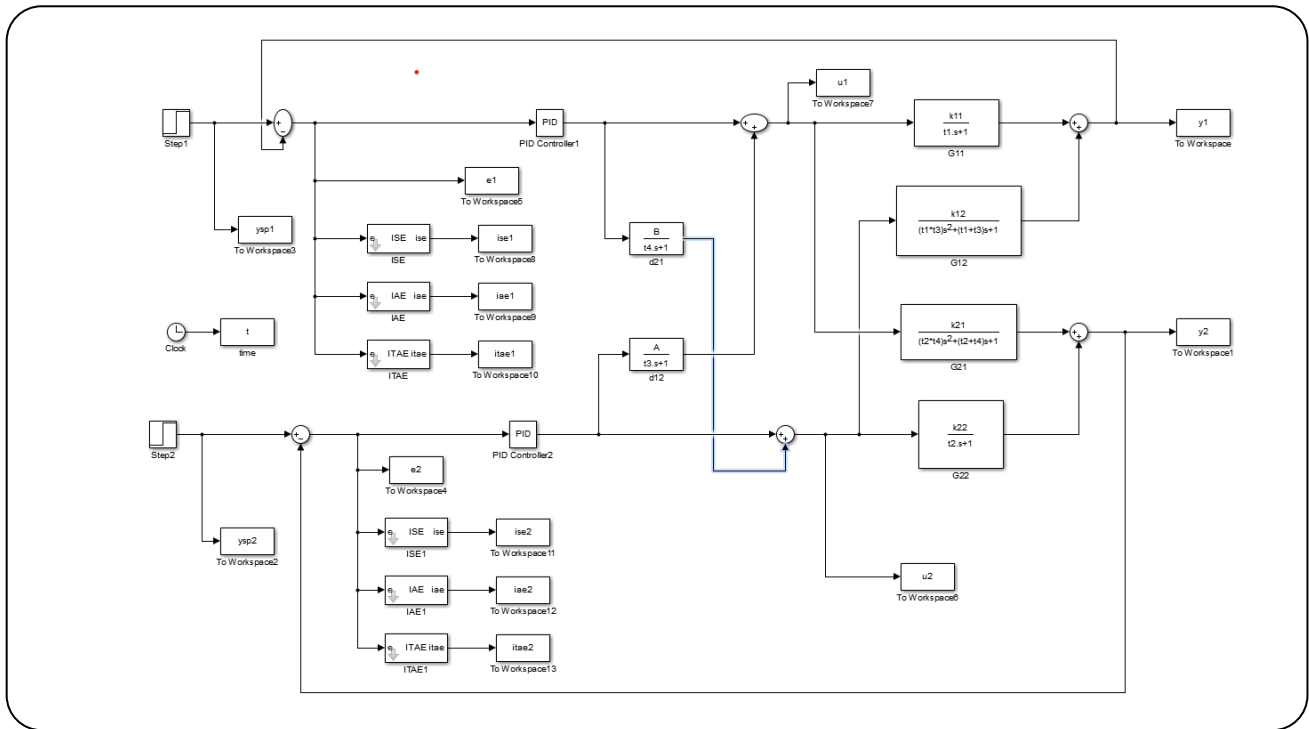 u1
To Workspace7
Step1
PID
PID Controller1
k11
t1.s+1
G11
y1
To Workspace
e1
To Workspace5
ysp1
To Workspace3
k12
(t1*t3)s2+(t1+t3)s+1
G12
B
t4.s+1
d21
e ISE ise
ISE
ise1
To Workspace8
e IAE iae
IAE
iae1
To Workspace9
e ITAE itae
ITAE
itae1
To Workspace10
Clock
t
time
A
t3.s+1
d12
k21
(t2*t4)s2+(t2+t4)s+1
G21
y2
To Workspace1
Step2
PID
PID Controller2
k22
t2.s+1
G22
e2
To Workspace4
ysp2
To Workspace2
e ISE ise
ISE1
ise2
To Workspace11
e IAE iae
IAE1
iae2
To Workspace12
e ITAE itae
ITAE1
itae2
To Workspace13
u2
To Workspace6